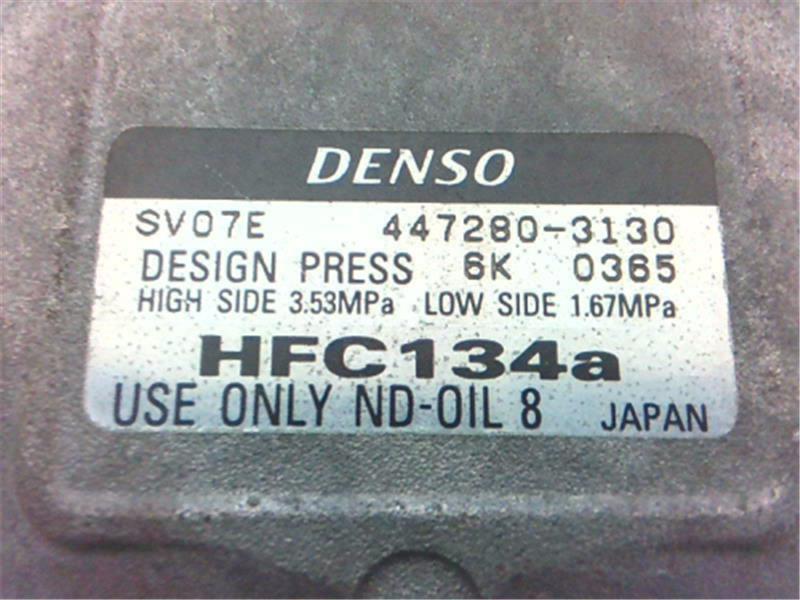 DENSO
SV07E 447280-3130
DESIGN PRESS 6K 0365
HIGH SIDE 3.53MPa LOW SIDE 1.67MPa
HFC134a
USE ONLY ND-OIL 8 JAPAN